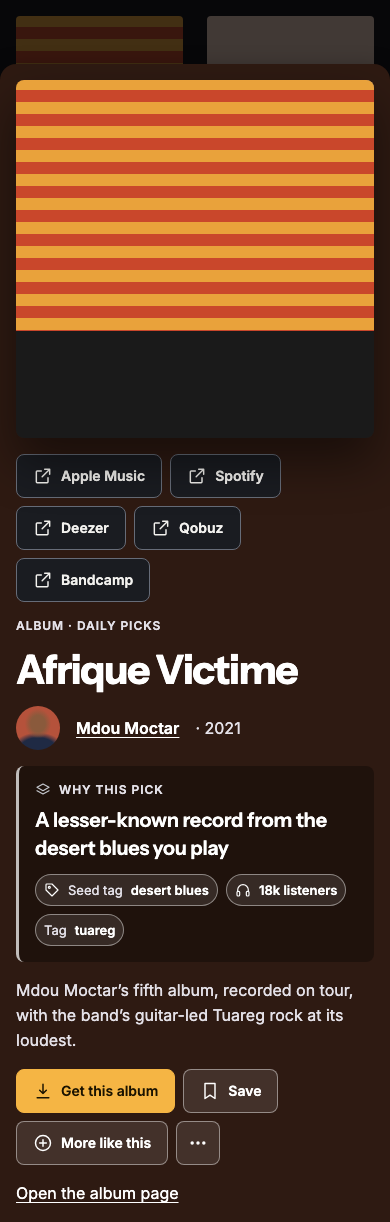 Apple Music
Spotify
Deezer
Qobuz
Bandcamp
ALBUM · DAILY PICKS
Afrique Victime
Mdou Moctar · 2021
WHY THIS PICK
A lesser-known record from the
desert blues you play
Seed tag desert blues
18k listeners
Tag tuareg
Mdou Moctar’s fifth album, recorded on tour,
with the band’s guitar-led Tuareg rock at its
loudest.
Get this album
Save
More like this
Open the album page